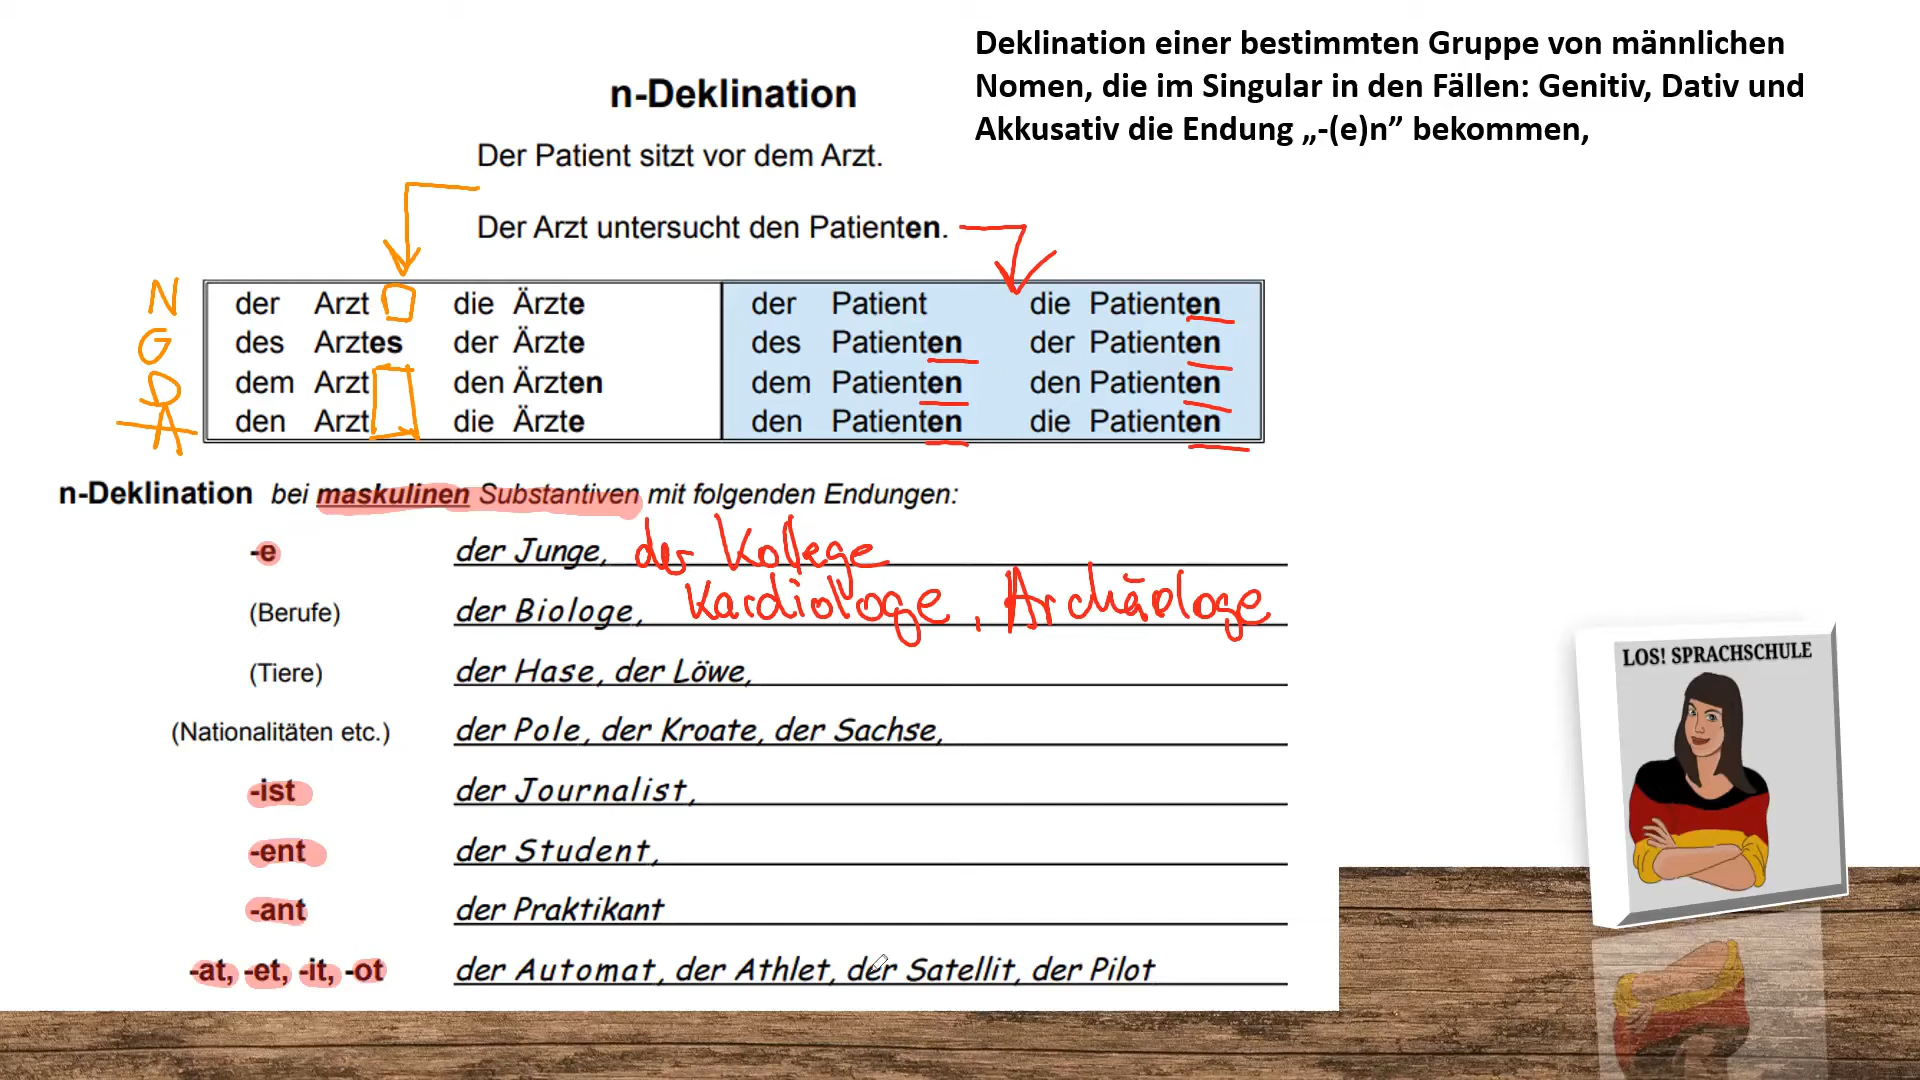 Deklination einer bestimmten Gruppe von männlichen
Nomen, die im Singular in den Fällen: Genitiv, Dativ und
Akkusativ die Endung „-(e)n” bekommen,
n-Deklination
Der Patient sitzt vor dem Arzt.
Der Arzt untersucht den Patienten.
N der Arzt die Ärzte der Patient die Patienten
G des Arztes der Ärzte des Patienten der Patienten
D dem Arzt den Ärzten dem Patienten den Patienten
A den Arzt die Ärzte den Patienten die Patienten
n-Deklination bei maskulinen Substantiven mit folgenden Endungen:
-e der Junge, der Kollege
(Berufe) der Biologe, Kardiologe, Archäologe
(Tiere) der Hase, der Löwe,
(Nationalitäten etc.) der Pole, der Kroate, der Sachse,
-ist der Journalist,
-ent der Student,
-ant der Praktikant
-at, -et, -it, -ot der Automat, der Athlet, der Satellit, der Pilot
LOS! SPRACHSCHULE